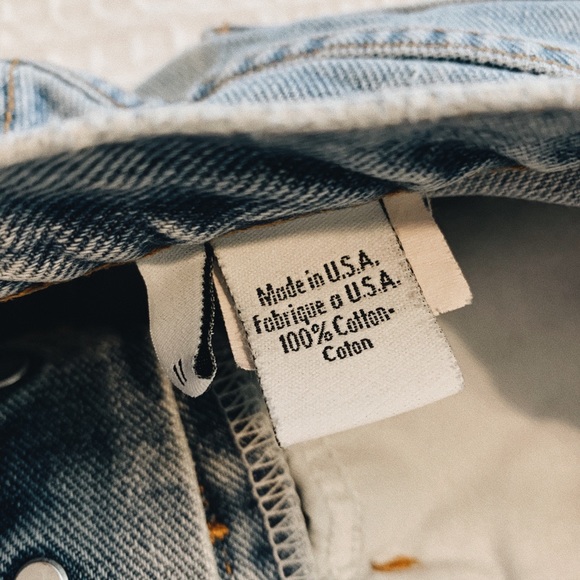 Made in U.S.A.
Fabrique a U.S.A.
100% Cotton-
Coton